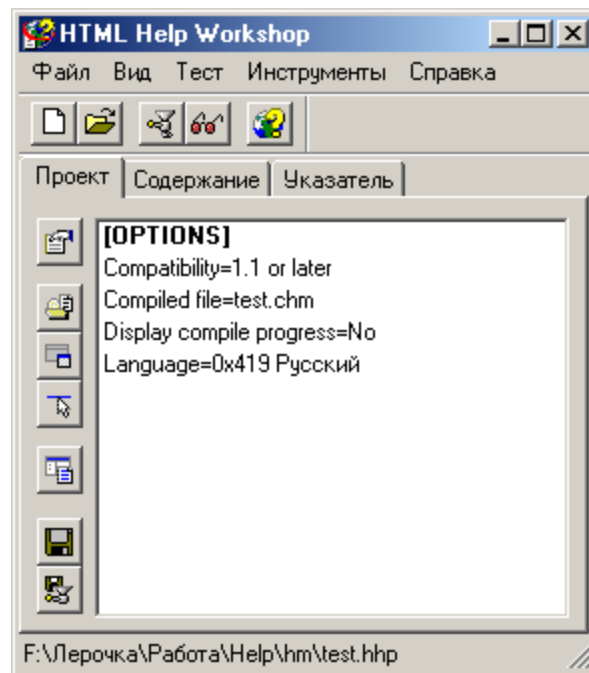 HTML Help Workshop
Файл Вид Тест Инструменты Справка
Проект Содержание Указатель
[OPTIONS]
Compatibility=1.1 or later
Compiled file=test.chm
Display compile progress=No
Language=0x419 Русский
F:\Лерочка\Работа\Help\hm\test.hhp